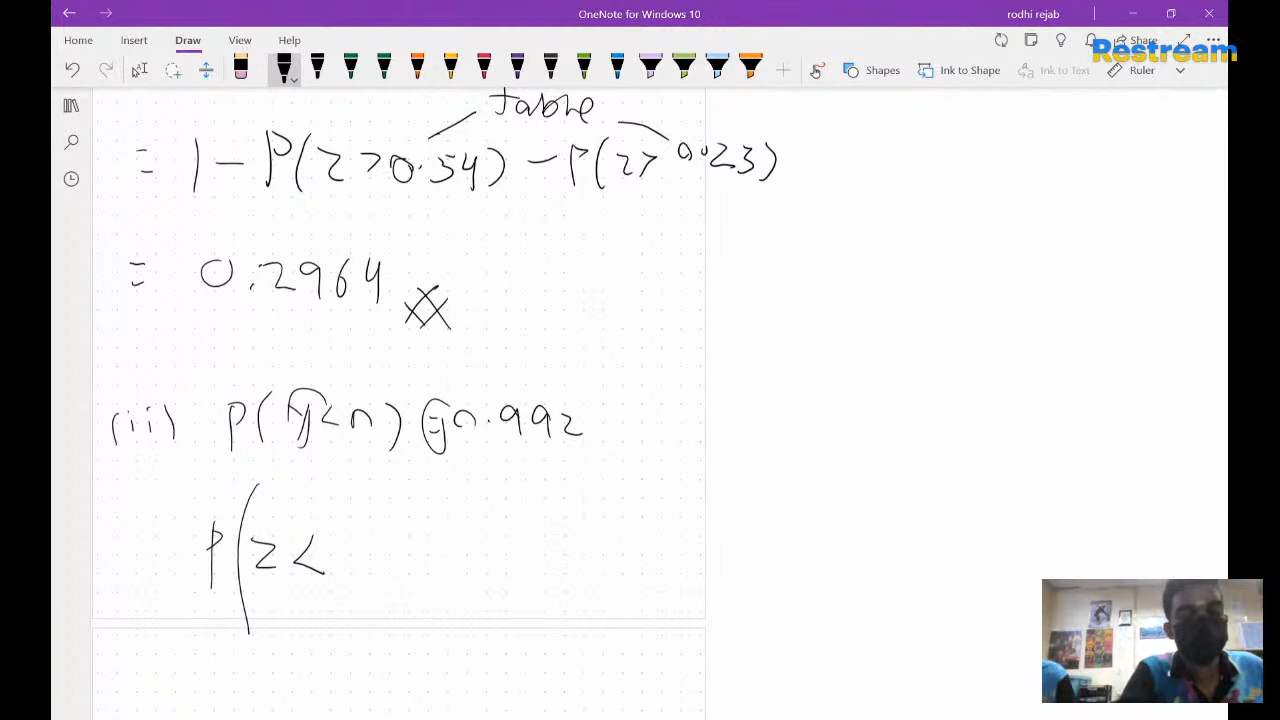 OneNote for Windows 10
rodhi rejab
Home Insert Draw View Help
Share
Restream
Shapes Ink to Shape Ink to Text Ruler
table
= 1 - P(Z > 0.54) - P(Z > 0.23)
= 0.2964
(iii) P(ȳ < n) = 0.992
P(Z <